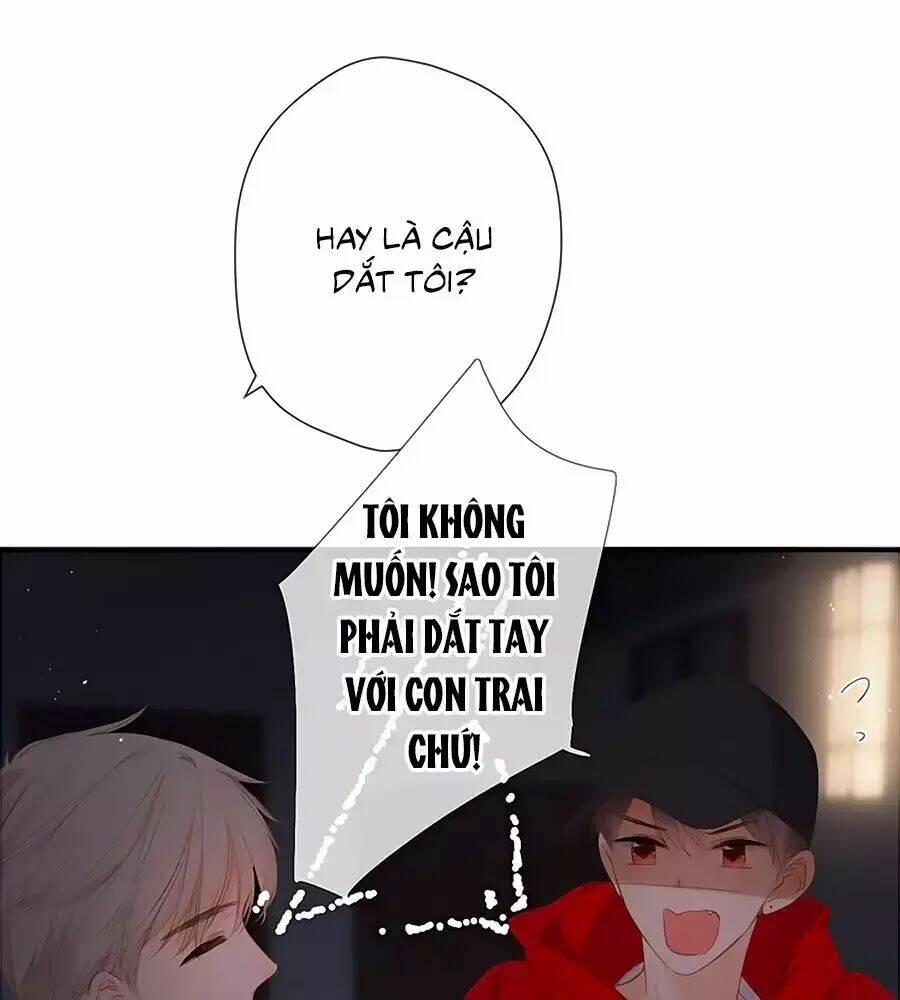 HAY LÀ CẬU
DẮT TÔI?
TÔI KHÔNG
MUỐN! SAO TÔI
PHẢI DẮT TAY
VỚI CON TRAI
CHỨ!